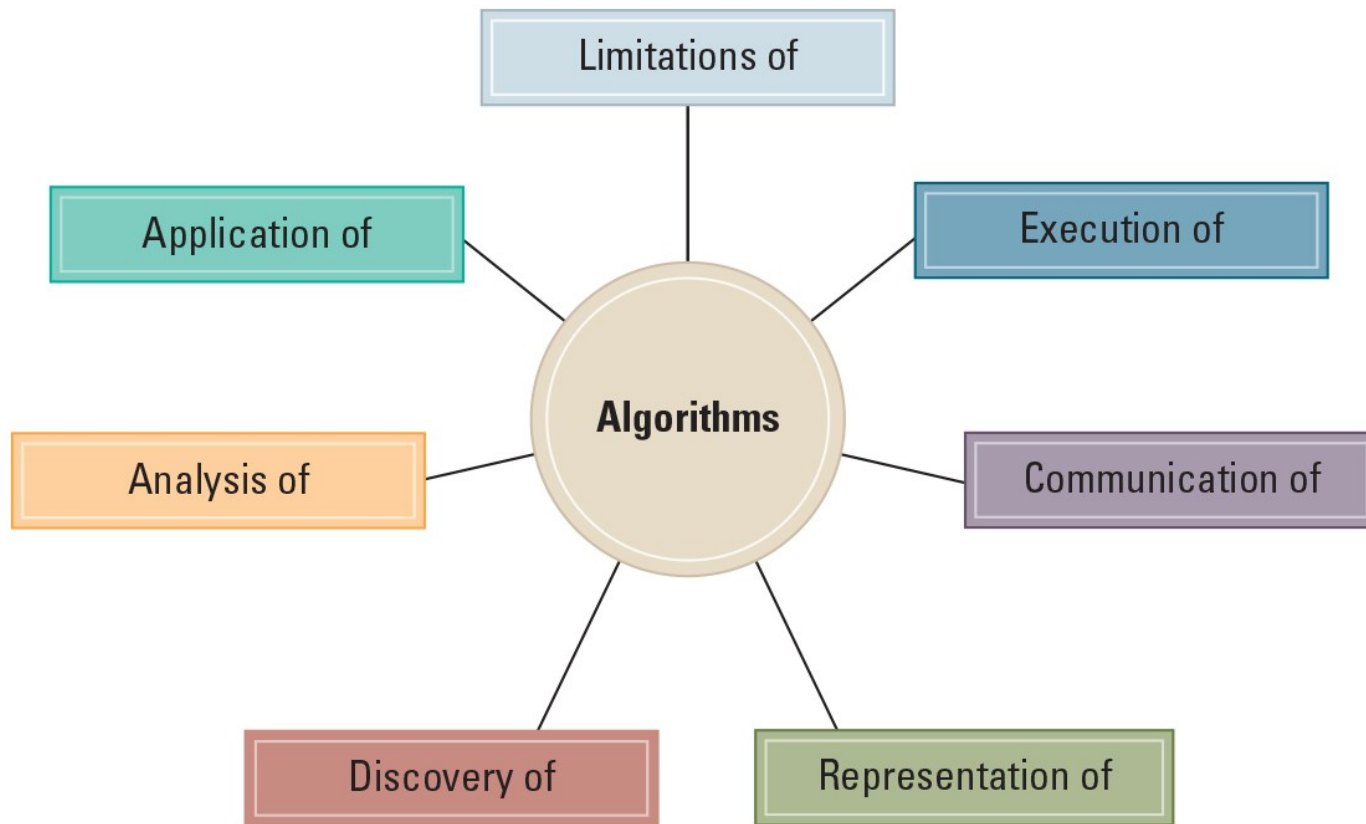 Limitations of
Application of
Execution of
Algorithms
Analysis of
Communication of
Discovery of
Representation of